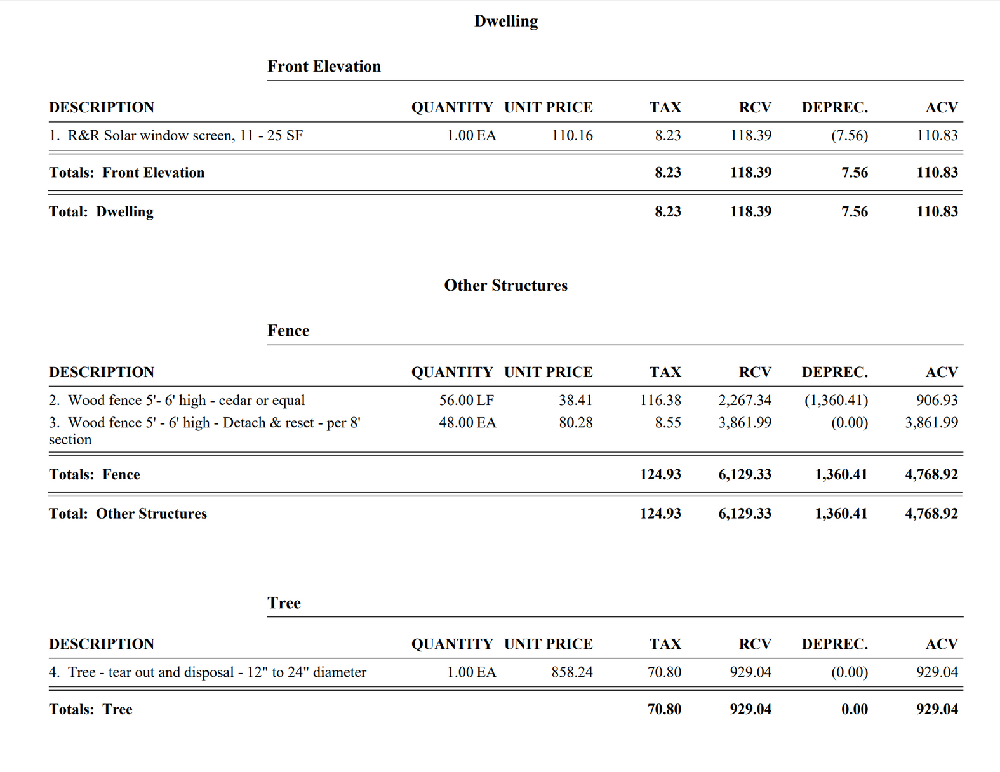 Dwelling
Front Elevation
DESCRIPTION QUANTITY UNIT PRICE TAX RCV DEPREC. ACV
1. R&R Solar window screen, 11 - 25 SF 1.00 EA 110.16 8.23 118.39 (7.56) 110.83
Totals: Front Elevation 8.23 118.39 7.56 110.83
Total: Dwelling 8.23 118.39 7.56 110.83
Other Structures
Fence
DESCRIPTION QUANTITY UNIT PRICE TAX RCV DEPREC. ACV
2. Wood fence 5'- 6' high - cedar or equal 56.00 LF 38.41 116.38 2,267.34 (1,360.41) 906.93
3. Wood fence 5' - 6' high - Detach & reset - per 8' 48.00 EA 80.28 8.55 3,861.99 (0.00) 3,861.99
section
Totals: Fence 124.93 6,129.33 1,360.41 4,768.92
Total: Other Structures 124.93 6,129.33 1,360.41 4,768.92
Tree
DESCRIPTION QUANTITY UNIT PRICE TAX RCV DEPREC. ACV
4. Tree - tear out and disposal - 12" to 24" diameter 1.00 EA 858.24 70.80 929.04 (0.00) 929.04
Totals: Tree 70.80 929.04 0.00 929.04